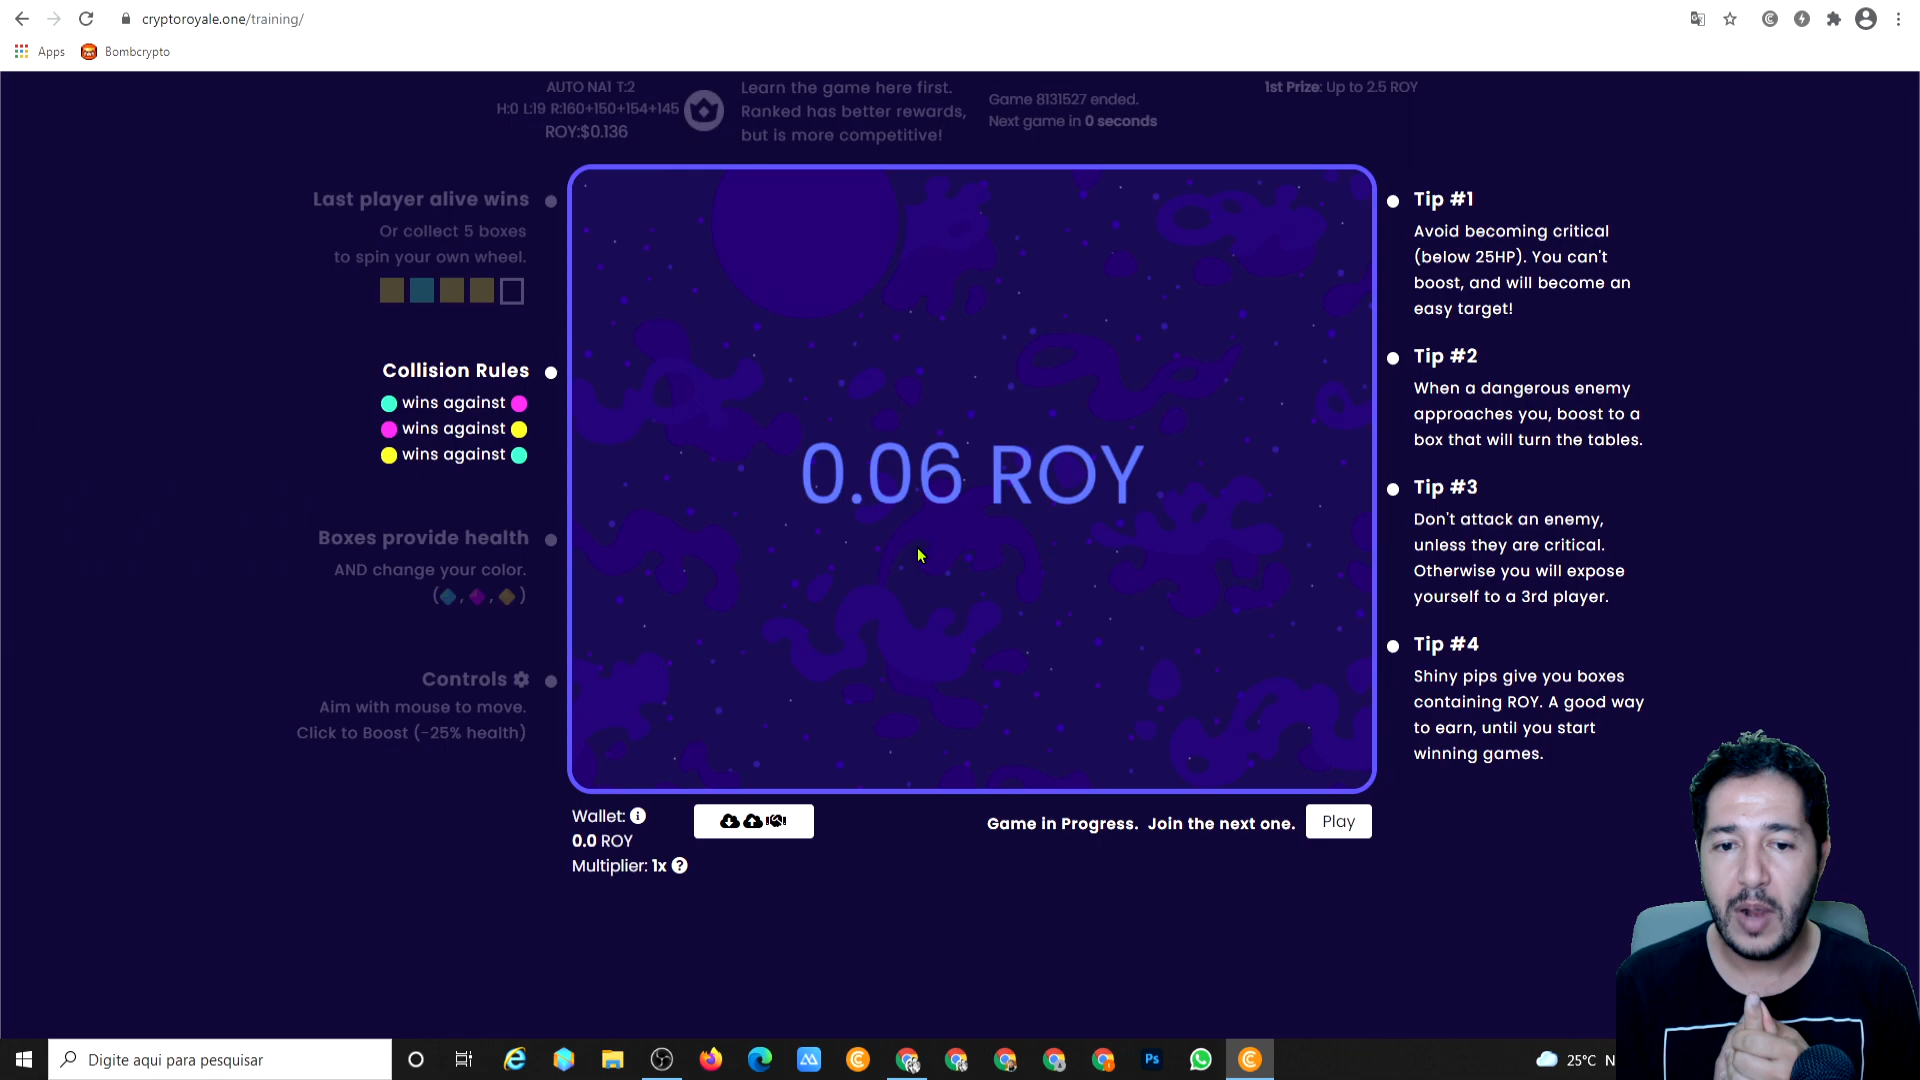 cryptoroyale.one/training/
Apps
Bombcrypto
AUTO NA1 T:2
H:0 L:19 R:160+150+154+145
ROY:$0.136
Learn the game here first.
Ranked has better rewards,
but is more competitive!
Game 8131527 ended.
Next game in 0 seconds
1st Prize: Up to 2.5 ROY
Last player alive wins
Or collect 5 boxes
to spin your own wheel.
Collision Rules
wins against
wins against
wins against
Boxes provide health
AND change your color.
( , , )
Controls
Aim with mouse to move.
Click to Boost (-25% health)
0.06 ROY
Tip #1
Avoid becoming critical
(below 25HP). You can't
boost, and will become an
easy target!
Tip #2
When a dangerous enemy
approaches you, boost to a
box that will turn the tables.
Tip #3
Don't attack an enemy,
unless they are critical.
Otherwise you will expose
yourself to a 3rd player.
Tip #4
Shiny pips give you boxes
containing ROY. A good way
to earn, until you start
winning games.
Wallet:
0.0 ROY
Multiplier: 1x
Game in Progress. Join the next one.
Play
Digite aqui para pesquisar
Ps
25°C N